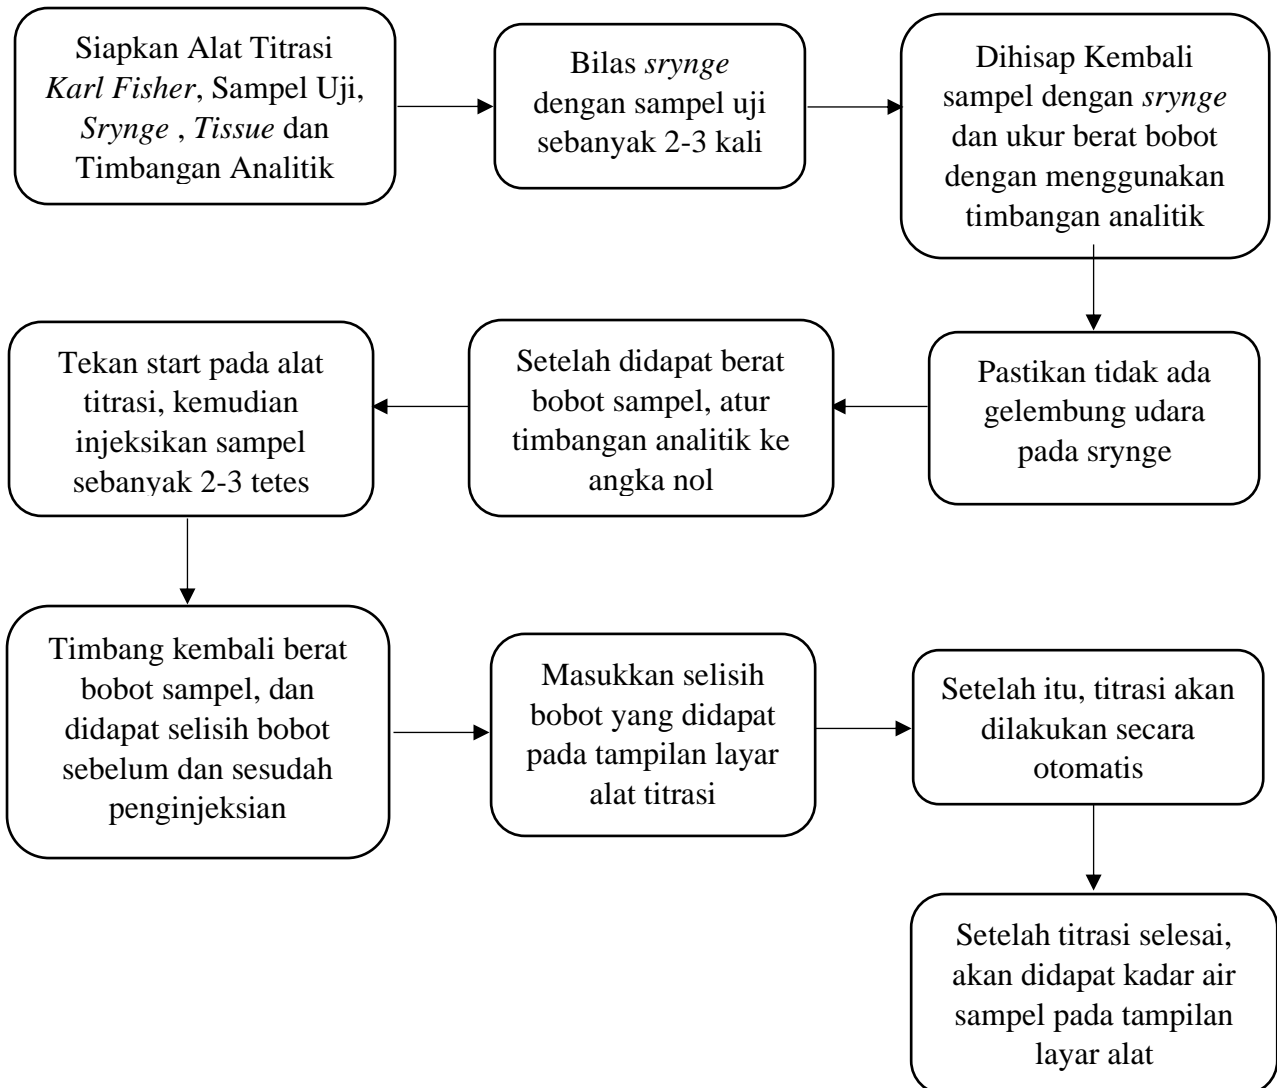 Siapkan Alat Titrasi
Karl Fisher, Sampel Uji,
Srynge , Tissue dan
Timbangan Analitik
Bilas srynge
dengan sampel uji
sebanyak 2-3 kali
Dihisap Kembali
sampel dengan srynge
dan ukur berat bobot
dengan menggunakan
timbangan analitik
Pastikan tidak ada
gelembung udara
pada srynge
Setelah didapat berat
bobot sampel, atur
timbangan analitik ke
angka nol
Tekan start pada alat
titrasi, kemudian
injeksikan sampel
sebanyak 2-3 tetes
Timbang kembali berat
bobot sampel, dan
didapat selisih bobot
sebelum dan sesudah
penginjeksian
Masukkan selisih
bobot yang didapat
pada tampilan layar
alat titrasi
Setelah itu, titrasi akan
dilakukan secara
otomatis
Setelah titrasi selesai,
akan didapat kadar air
sampel pada tampilan
layar alat